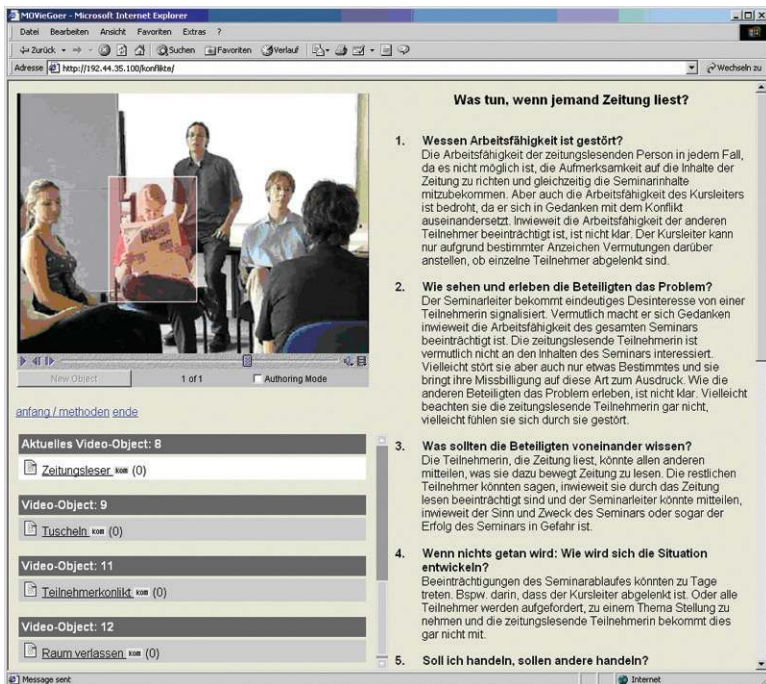 MOVieGoer - Microsoft Internet Explorer
Datei Bearbeiten Ansicht Favoriten Extras ?
Zurück Suchen Favoriten Verlauf
Adresse http://192.44.35.100/konflikte/ Wechseln zu
New Object 1 of 1 Authoring Mode
anfang / methoden ende
Aktuelles Video-Object: 8
Zeitungsleser kom (0)
Video-Object: 9
Tuscheln kom (0)
Video-Object: 11
Teilnehmerkonlikt kom (0)
Video-Object: 12
Raum verlassen kom (0)
Was tun, wenn jemand Zeitung liest?
1. Wessen Arbeitsfähigkeit ist gestört?
Die Arbeitsfähigkeit der zeitungslesenden Person in jedem Fall,
da es nicht möglich ist, die Aufmerksamkeit auf die Inhalte der
Zeitung zu richten und gleichzeitig die Seminarinhalte
mitzubekommen. Aber auch die Arbeitsfähigkeit des Kursleiters
ist bedroht, da er sich in Gedanken mit dem Konflikt
auseinandersetzt. Inwieweit die Arbeitsfähigkeit der anderen
Teilnehmer beeinträchtigt ist, ist nicht klar. Der Kursleiter kann
nur aufgrund bestimmter Anzeichen Vermutungen darüber
anstellen, ob einzelne Teilnehmer abgelenkt sind.
2. Wie sehen und erleben die Beteiligten das Problem?
Der Seminarleiter bekommt eindeutiges Desinteresse von einer
Teilnehmerin signalisiert. Vermutlich macht er sich Gedanken
inwieweit die Arbeitsfähigkeit des gesamten Seminars
beeinträchtigt ist. Die zeitungslesende Teilnehmerin ist
vermutlich nicht an den Inhalten des Seminars interessiert.
Vielleicht stört sie aber auch nur etwas Bestimmtes und sie
bringt ihre Missbilligung auf diese Art zum Ausdruck. Wie die
anderen Beteiligten das Problem erleben, ist nicht klar. Vielleicht
beachten sie die zeitungslesende Teilnehmerin gar nicht,
vielleicht fühlen sie sich durch sie gestört.
3. Was sollten die Beteiligten voneinander wissen?
Die Teilnehmerin, die Zeitung liest, könnte allen anderen
mitteilen, was sie dazu bewegt Zeitung zu lesen. Die restlichen
Teilnehmer könnten sagen, inwieweit sie durch das Zeitung
lesen beeinträchtigt sind und der Seminarleiter könnte mitteilen,
inwieweit der Sinn und Zweck des Seminars oder sogar der
Erfolg des Seminars in Gefahr ist.
4. Wenn nichts getan wird: Wie wird sich die Situation
entwickeln?
Beeinträchtigungen des Seminarablaufes könnten zu Tage
treten. Bspw. darin, dass der Kursleiter abgelenkt ist. Oder alle
Teilnehmer werden aufgefordert, zu einem Thema Stellung zu
nehmen und die zeitungslesende Teilnehmerin bekommt dies
gar nicht mit.
5. Soll ich handeln, sollen andere handeln?
Message sent Internet